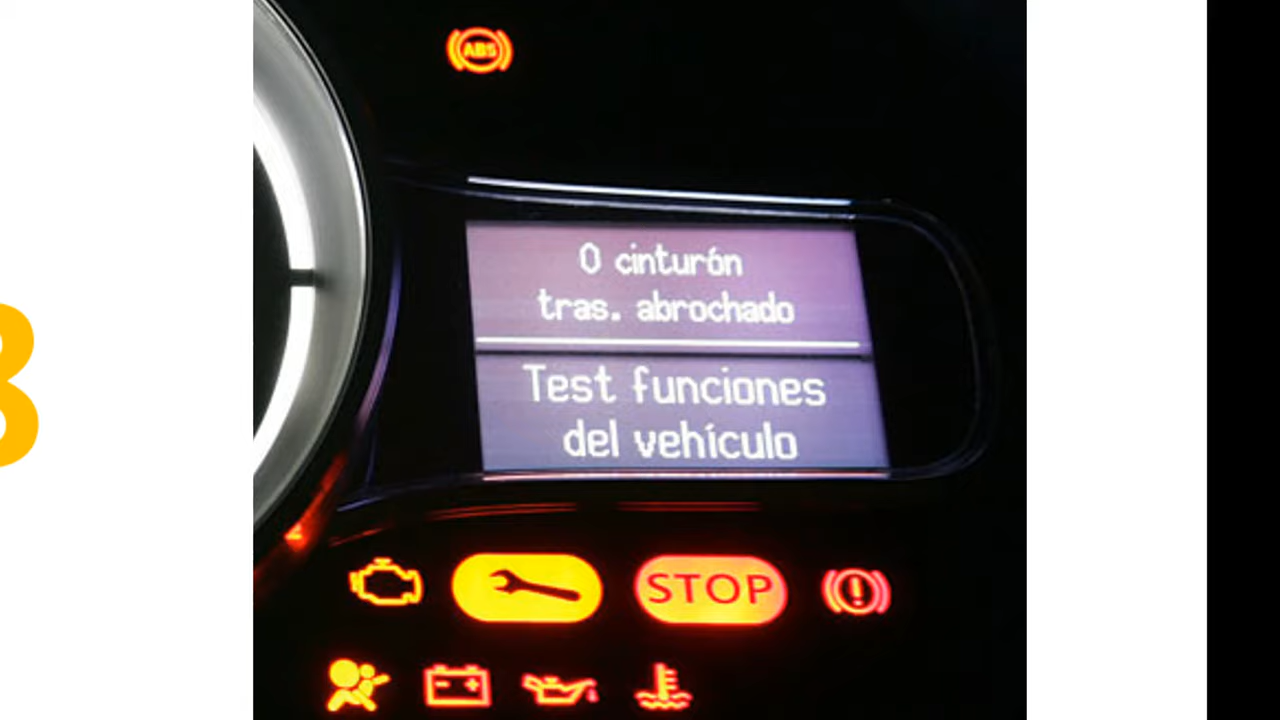 ABS
0 cinturón
tras. abrochado
Test funciones
del vehículo
STOP